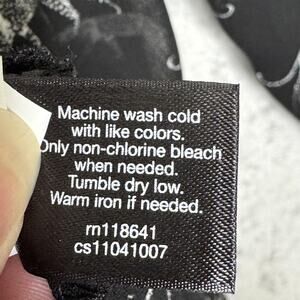 Machine wash cold
with like colors.
Only non-chlorine bleach
when needed.
Tumble dry low.
Warm iron if needed.
rn118641
cs11041007